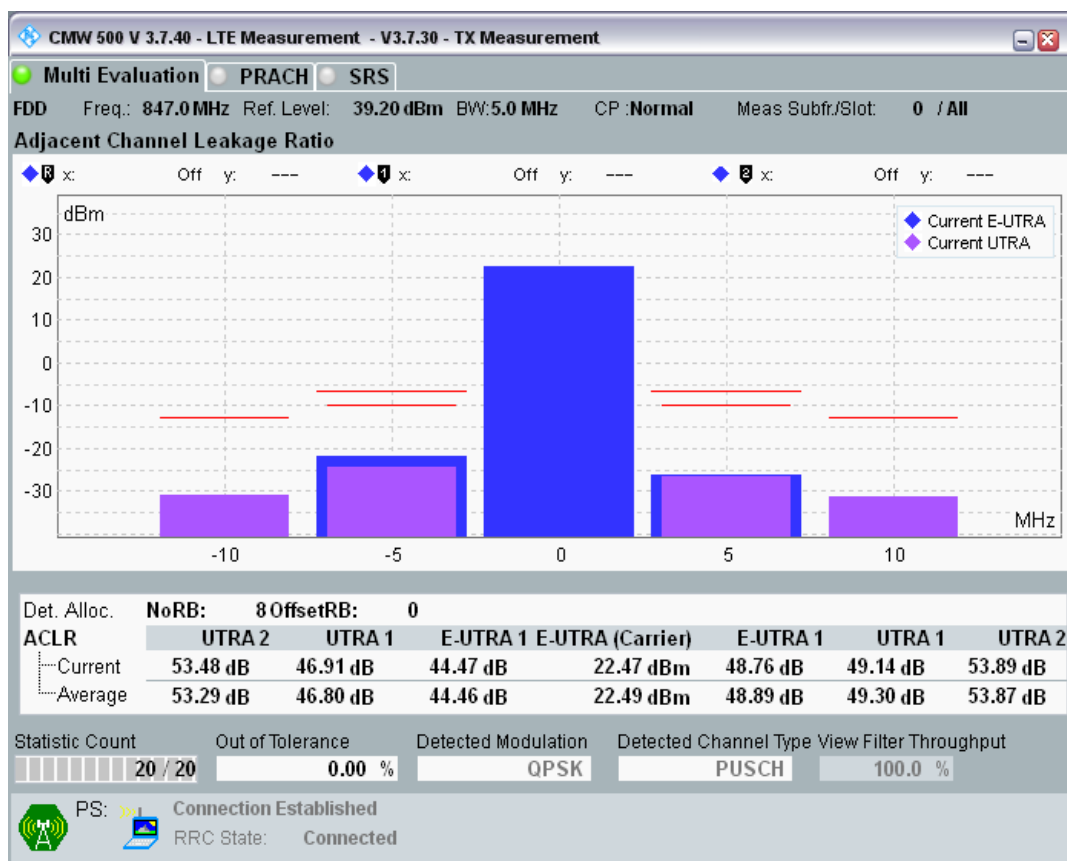 CMW 500 V 3.7.40 - LTE Measurement - V3.7.30 - TX Measurement
Multi Evaluation PRACH SRS
FDD Freq.: 847.0 MHz Ref. Level: 39.20 dBm BW:5.0 MHz CP :Normal Meas Subfr./Slot: 0 / All
Adjacent Channel Leakage Ratio
R x: Off y: --- 1 x: Off y: --- 2 x: Off y: ---
dBm
Current E-UTRA
Current UTRA
30
20
10
0
-10
-20
-30
MHz
-10 -5 0 5 10
Det. Alloc. NoRB: 8 OffsetRB: 0
ACLR UTRA 2 UTRA 1 E-UTRA 1 E-UTRA (Carrier) E-UTRA 1 UTRA 1 UTRA 2
Current 53.48 dB 46.91 dB 44.47 dB 22.47 dBm 48.76 dB 49.14 dB 53.89 dB
Average 53.29 dB 46.80 dB 44.46 dB 22.49 dBm 48.89 dB 49.30 dB 53.87 dB
Statistic Count Out of Tolerance Detected Modulation Detected Channel Type View Filter Throughput
20 / 20 0.00 % QPSK PUSCH 100.0 %
PS: Connection Established
RRC State: Connected